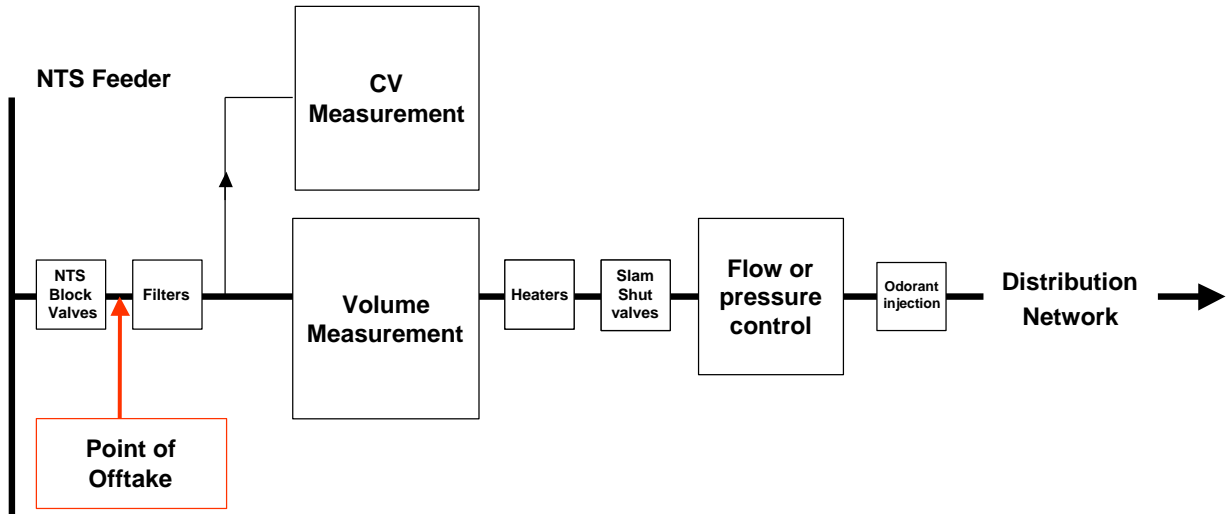 NTS Feeder
CV
Measurement
NTS
Block
Valves
Filters
Volume
Measurement
Heaters
Slam
Shut
valves
Flow or
pressure
control
Odorant
injection
Distribution
Network
Point of
Offtake